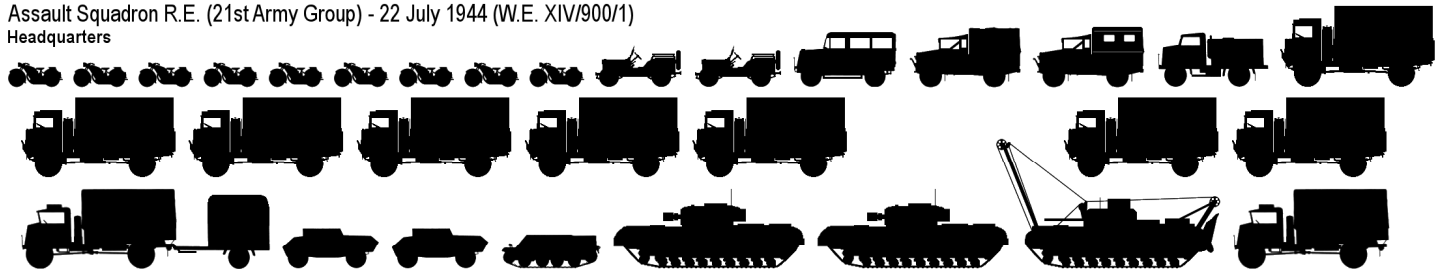 Assault Squadron R.E. (21st Army Group) - 22 July 1944 (W.E. XIV/900/1)
Headquarters